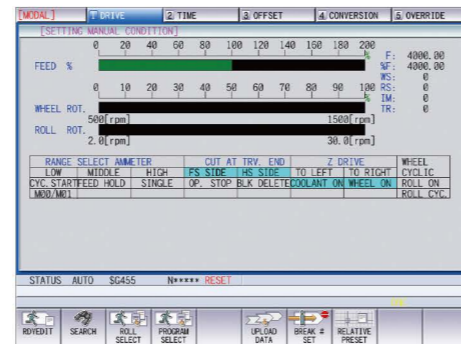 [MODAL] 1 DRIVE 2 TIME 3 OFFSET 4 CONVERSION 5 OVERRIDE
[SETTING MANUAL CONDITION]
0 20 40 60 80 100 120 140 160 180 200
FEED % F: 4000.00
%F: 4000.00
WS: 0
0 10 20 30 40 50 60 70 80 90 100 RS: 0
% IM: 0
WHEEL ROT. TR: 0
500[rpm] 1500[rpm]
ROLL ROT.
2.0[rpm] 30.0[rpm]
RANGE SELECT AMMETER CUT AT TRV. END Z DRIVE WHEEL
LOW MIDDLE HIGH FS SIDE HS SIDE TO LEFT TO RIGHT CYCLIC
CYC.START FEED HOLD SINGLE OP. STOP BLK DELETE COOLANT ON WHEEL ON ROLL ON
M00/M01 ROLL CYC.
STATUS AUTO SG455 N***** RESET
RDYEDIT SEARCH ROLL SELECT PROGRAM SELECT UPLOAD DATA BREAK # SET RELATIVE PRESET